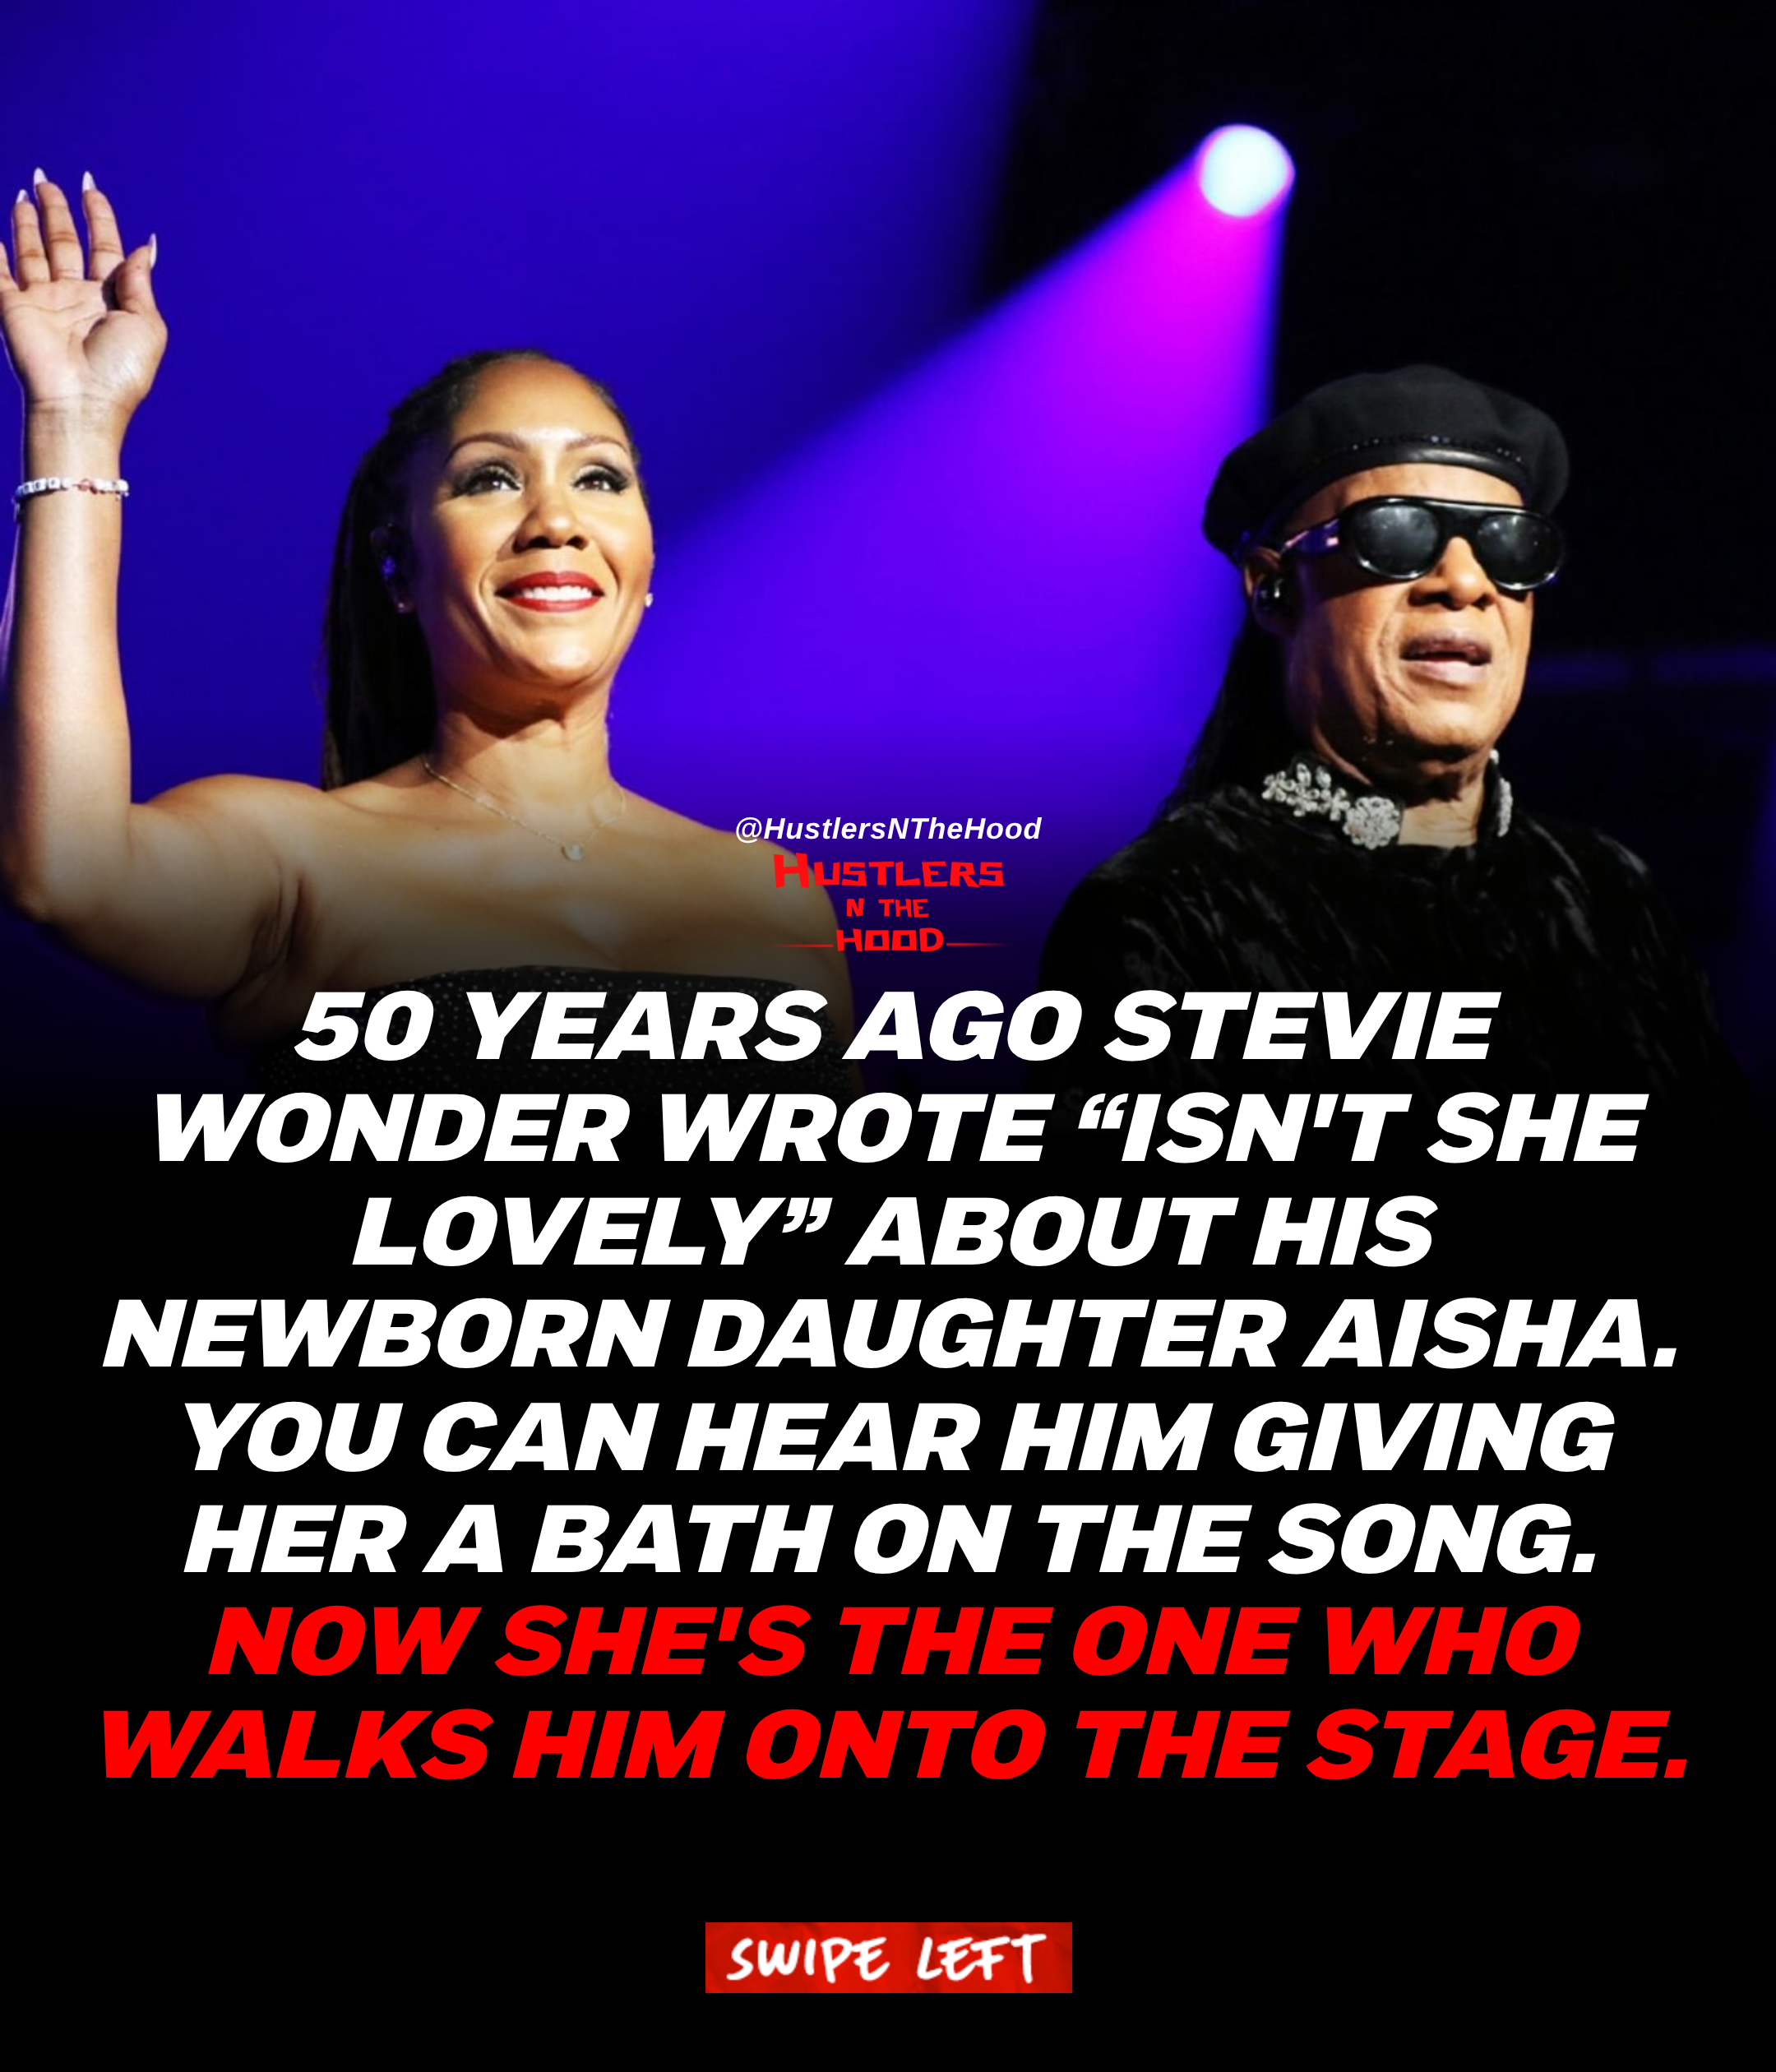 @HustlersNTheHood
HUSTLERS
N THE
HOOD
50 YEARS AGO STEVIE
WONDER WROTE “ISN'T SHE
LOVELY” ABOUT HIS
NEWBORN DAUGHTER AISHA.
YOU CAN HEAR HIM GIVING
HER A BATH ON THE SONG.
NOW SHE'S THE ONE WHO
WALKS HIM ONTO THE STAGE.
SWIPE LEFT